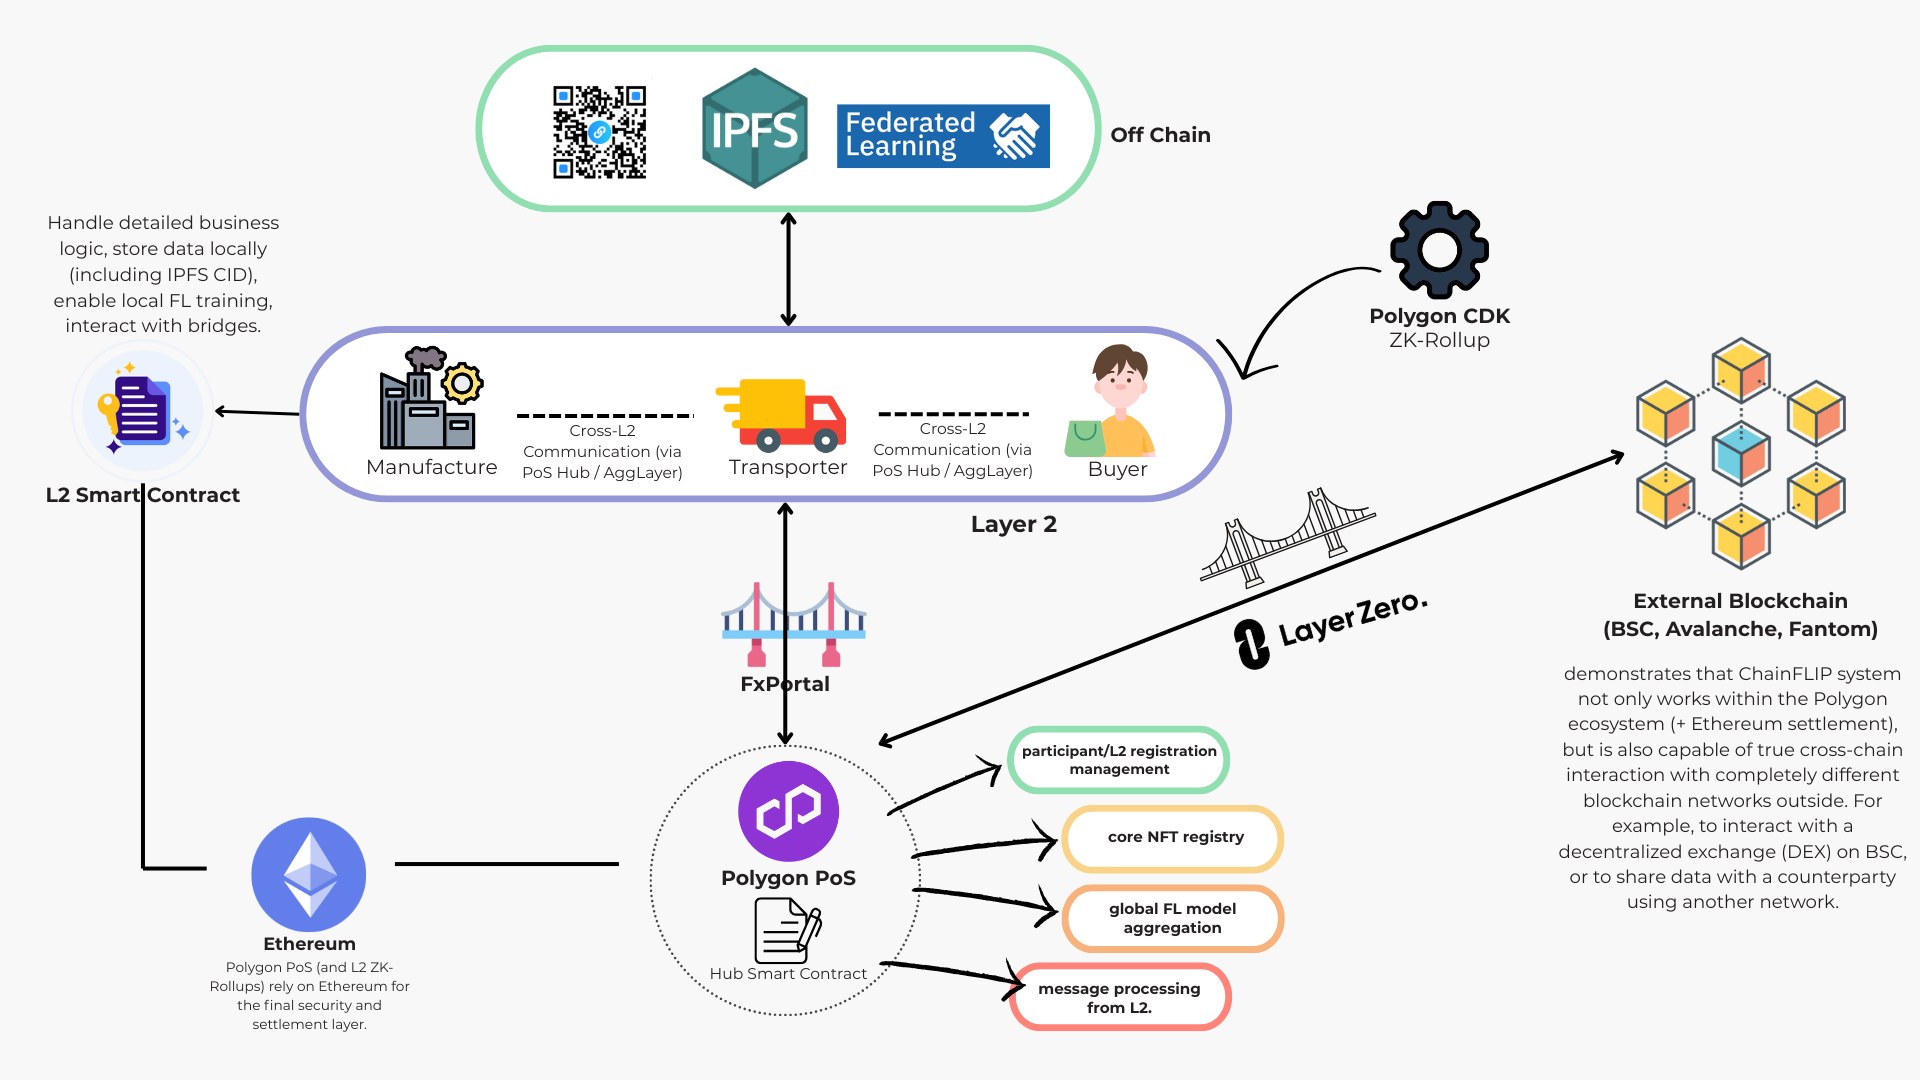 IPFS
Federated
Learning
Off Chain
Handle detailed business
logic, store data locally
(including IPFS CID),
enable local FL training,
interact with bridges.
L2 Smart Contract
Manufacture
Cross-L2
Communication (via
PoS Hub / AggLayer)
Transporter
Cross-L2
Communication (via
PoS Hub / AggLayer)
Buyer
Layer 2
Polygon CDK
ZK-Rollup
FxPortal
LayerZero.
External Blockchain
(BSC, Avalanche, Fantom)
demonstrates that ChainFLIP system
not only works within the Polygon
ecosystem (+ Ethereum settlement),
but is also capable of true cross-chain
interaction with completely different
blockchain networks outside. For
example, to interact with a
decentralized exchange (DEX) on BSC,
or to share data with a counterparty
using another network.
Ethereum
Polygon PoS (and L2 ZK-
Rollups) rely on Ethereum for
the final security and
settlement layer.
Polygon PoS
Hub Smart Contract
participant/L2 registration
management
core NFT registry
global FL model
aggregation
message processing
from L2.